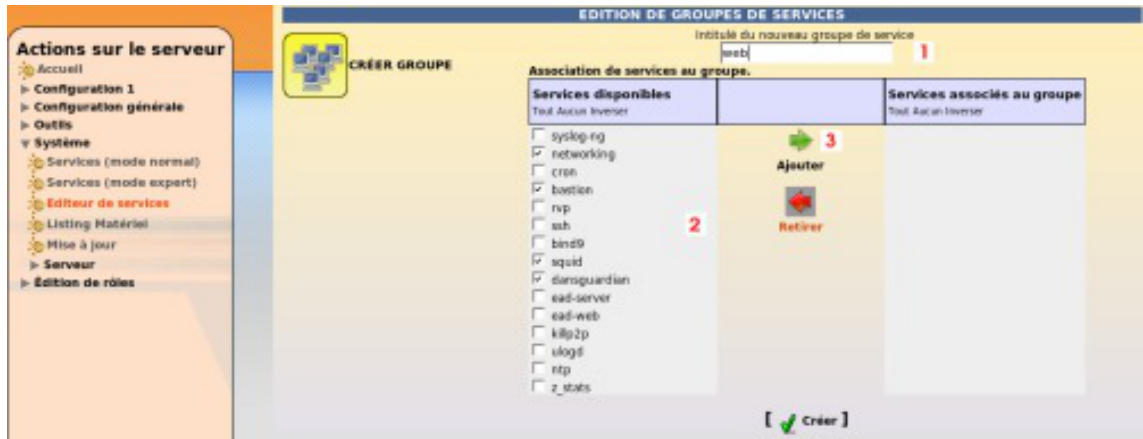 EDITION DE GROUPES DE SERVICES
Actions sur le serveur
Accueil
Configuration 1
Configuration générale
Outils
Système
Services (mode normal)
Services (mode expert)
Editeur de services
Listing Matériel
Mise à jour
Serveur
Édition de rôles
CRÉER GROUPE
Intitulé du nouveau groupe de service
web
1
Association de services au groupe.
Services disponibles
Tout Aucun Inverser
Services associés au groupe
Tout Aucun Inverser
syslog-ng
networking
cron
bastion
rvp
ssh
bind9
squid
dansguardian
ead-server
ead-web
killp2p
ulogd
ntp
z_stats
2
3
Ajouter
Retirer
[ Créer ]